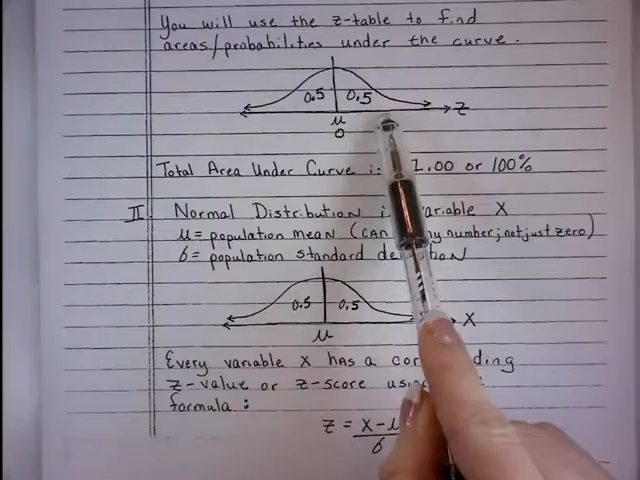 You will use the z-table to find
areas/probabilities under the curve.
0.5 0.5
z
μ
0
Total Area Under Curve 1.00 or 100%
II. Normal Distribution variable X
μ = population mean (can number; not just zero)
σ = population standard
0.5 0.5
X
μ
Every variable X has a
z-value or z-score
formula:
z = X-μ
σ